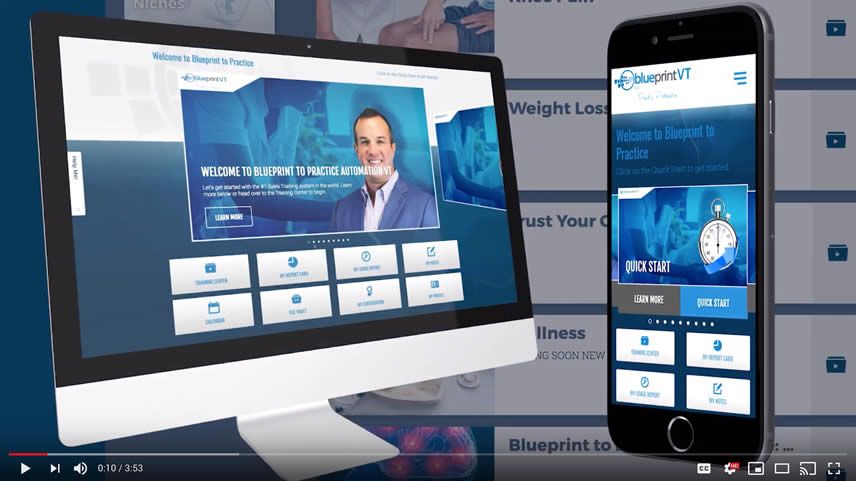 Niches
Knee Pain
Weight Loss
Trust Your
Wellness
COMING SOON NEW
Blueprint to
Welcome to Blueprint to Practice
Click on the Quick Start to get started.
Help Me!
blueprintVT
WELCOME TO BLUEPRINT TO PRACTICE AUTOMATION VT
Let's get started with the #1 Sales Training system in the world. Learn
more below or head over to the Training Center to begin.
LEARN MORE
TRAINING CENTER
MY REPORT CARD
MY USAGE REPORT
MY NOTES
CALENDAR
FILE VAULT
MY CERTIFICATION
MY PROFILE
blueprintVT
Welcome to Blueprint to
Practice
Click on the Quick Start to get started.
QUICK START
LEARN MORE
QUICK START
TRAINING CENTER
MY REPORT CARD
MY USAGE REPORT
MY NOTES
0:10 / 3:53
CC
HD